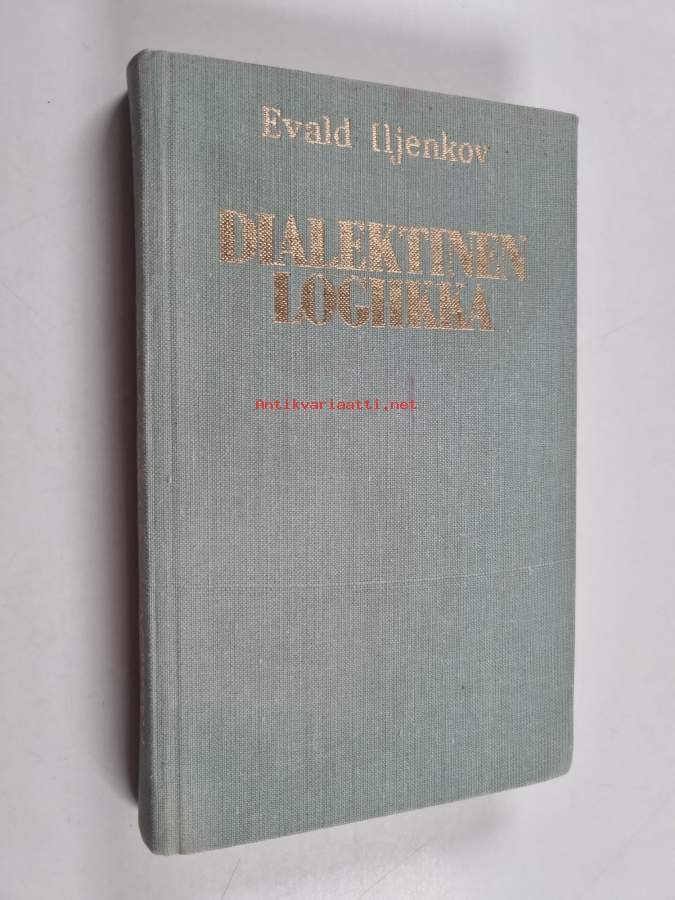 Evald Iljenkov
DIALEKTINEN
LOGIIKKA
Antikvariaatti.net